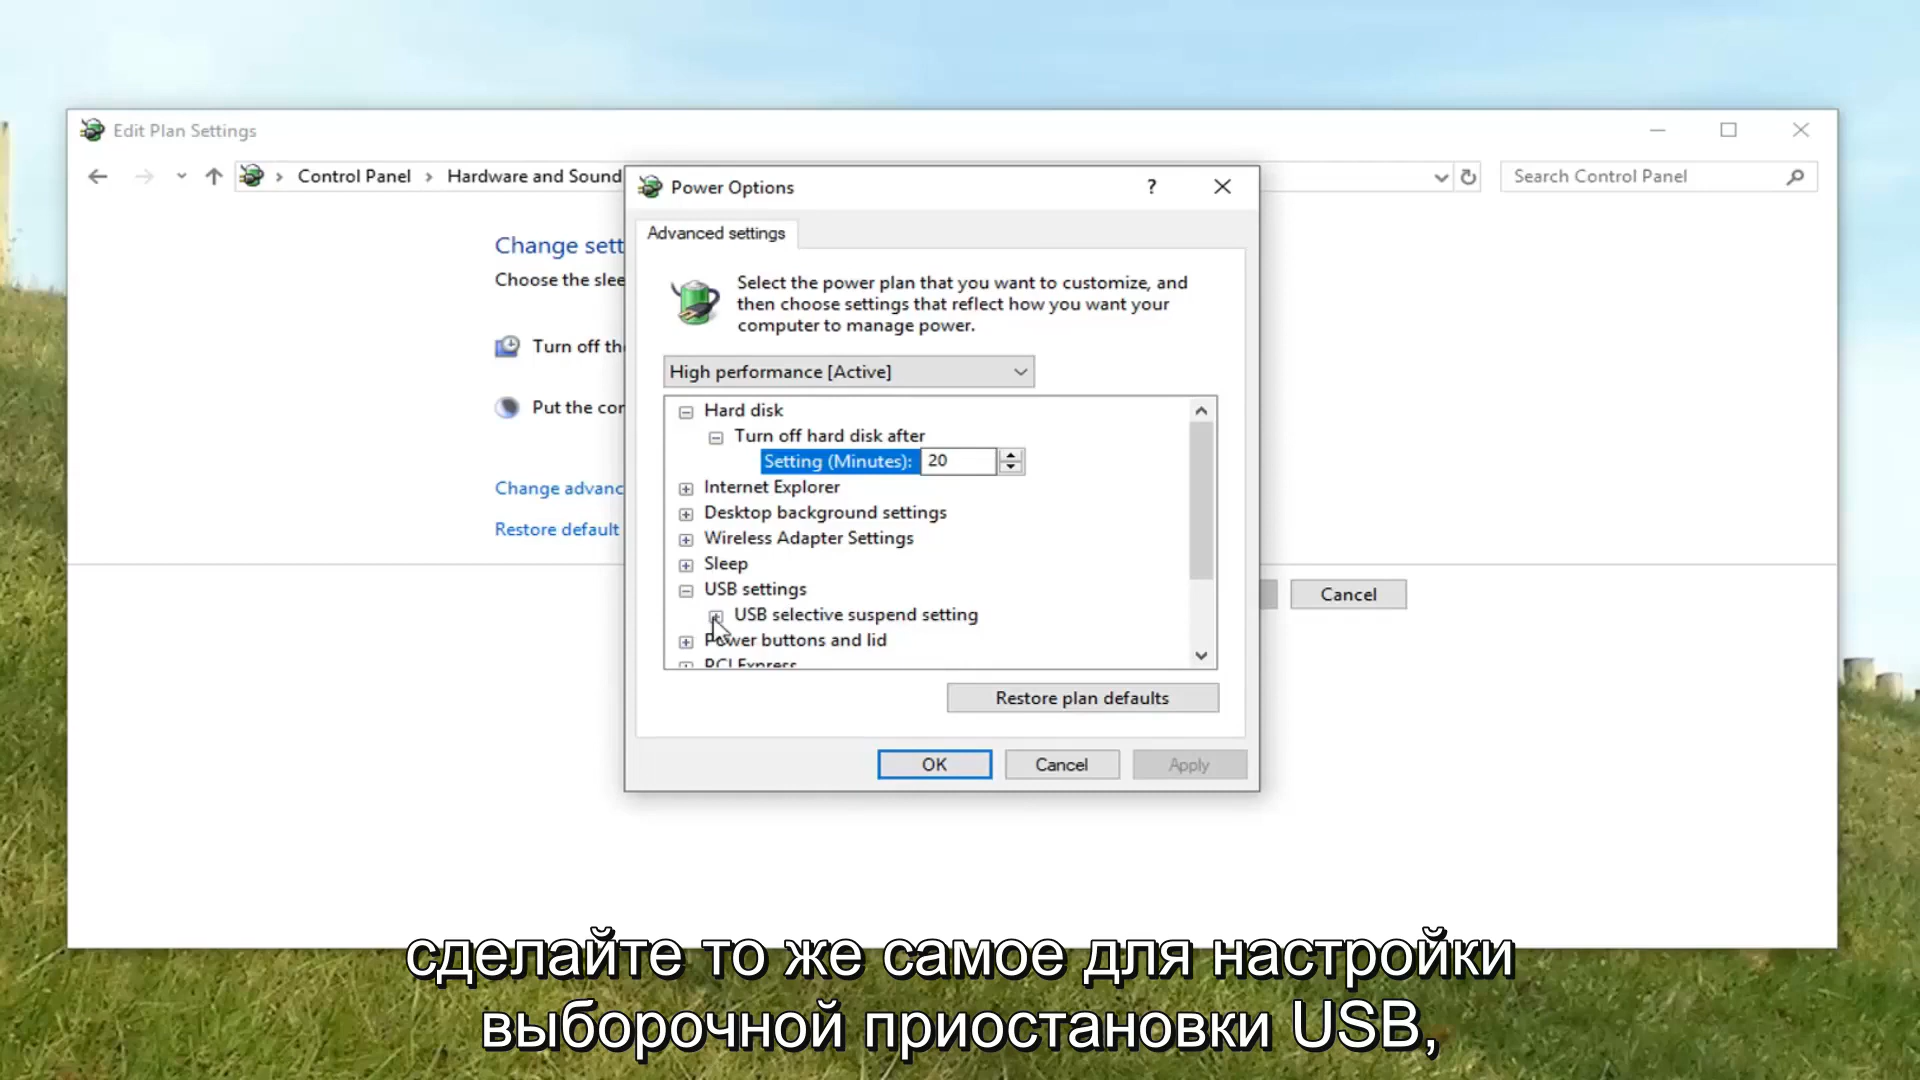 Edit Plan Settings
Control Panel > Hardware and Sound
Search Control Panel
Power Options
?
Advanced settings
Change sett
Choose the slee
Select the power plan that you want to customize, and
then choose settings that reflect how you want your
computer to manage power.
Turn off the
High performance [Active]
Put the cor
Hard disk
Turn off hard disk after
Setting (Minutes): 20
Change advanc
Internet Explorer
Desktop background settings
Restore default
Wireless Adapter Settings
Sleep
USB settings
Cancel
USB selective suspend setting
Power buttons and lid
PCI Express
Restore plan defaults
OK
Cancel
Apply
сделайте то же самое для настройки
выборочной приостановки USB,